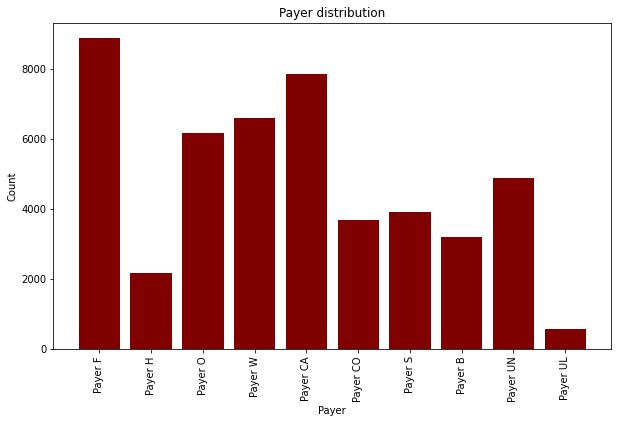 Payer distribution
8000
6000
4000
2000
0
Count
Payer F
Payer H
Payer O
Payer W
Payer CA
Payer CO
Payer S
Payer B
Payer UN
Payer UL
Payer